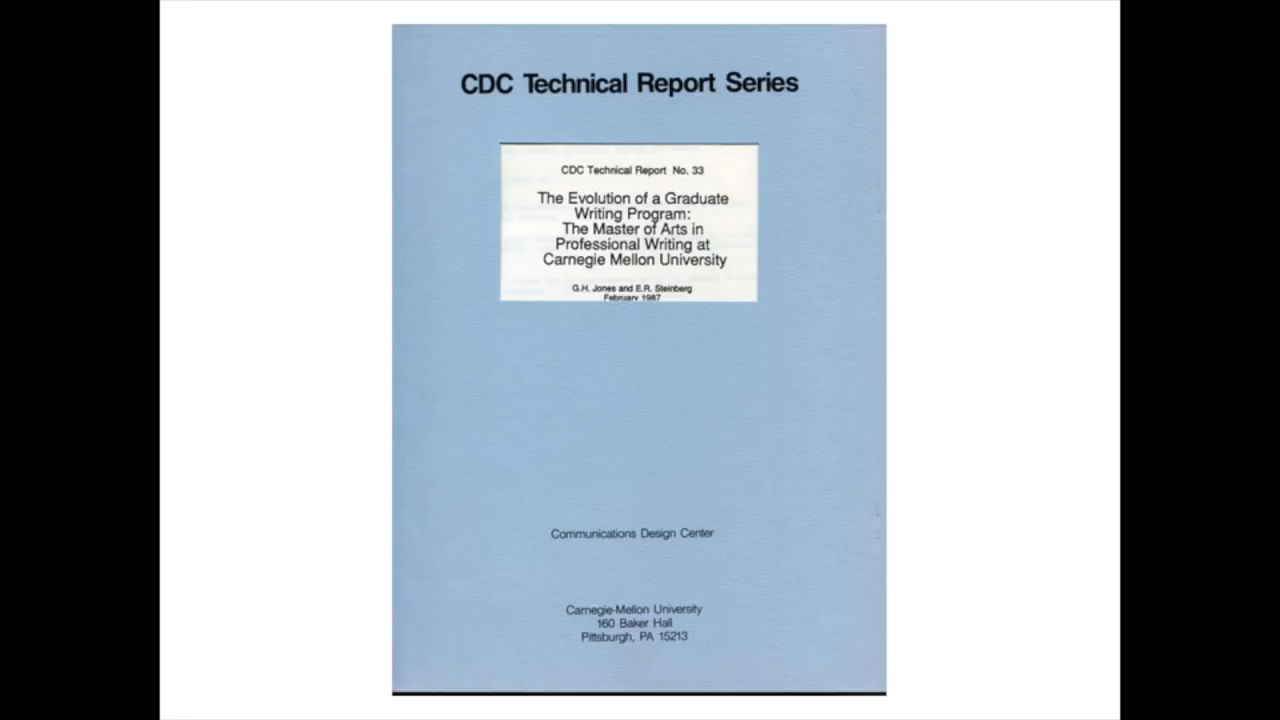 CDC Technical Report Series
CDC Technical Report No. 33
The Evolution of a Graduate
Writing Program:
The Master of Arts in
Professional Writing at
Carnegie Mellon University
G.H. Jones and E.R. Steinberg
February 1987
Communications Design Center
Carnegie-Mellon University
160 Baker Hall
Pittsburgh, PA 15213